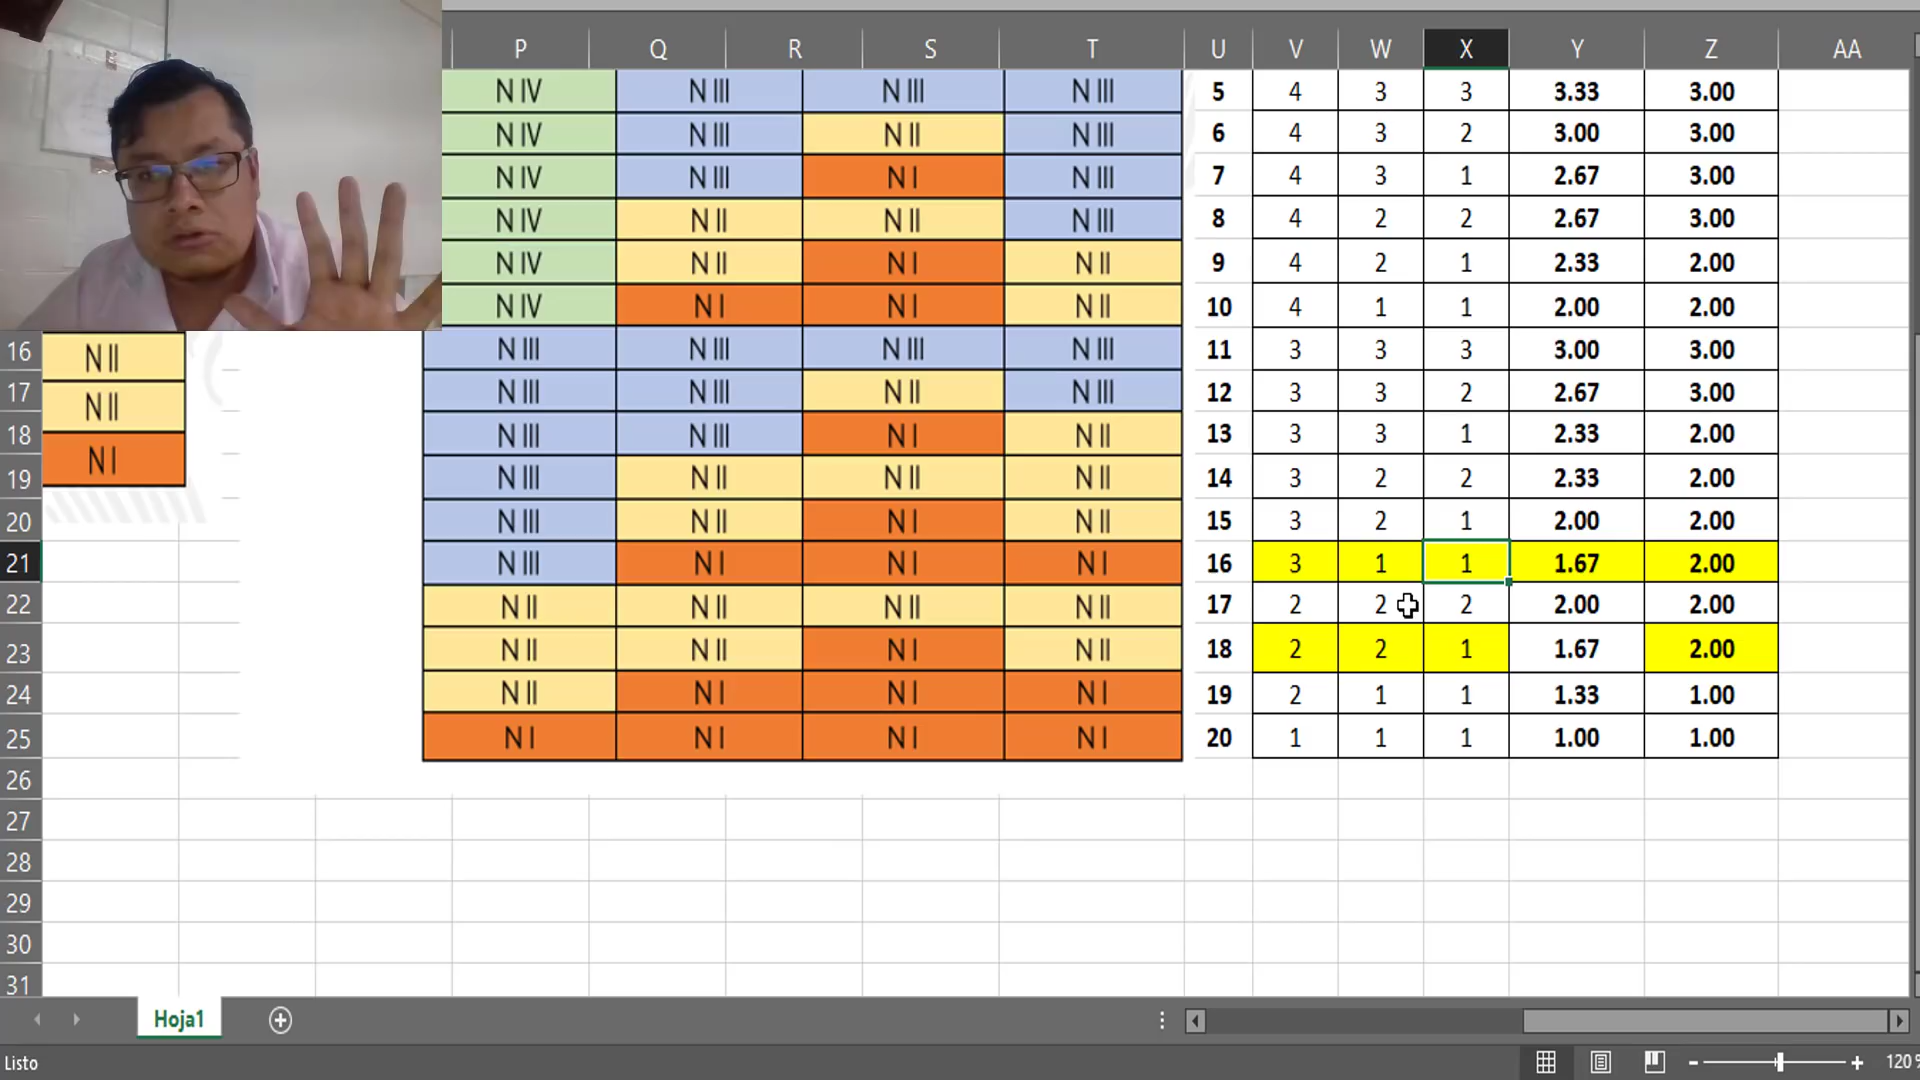 P Q R S T U V W X Y Z AA
N IV N III N III N III 5 4 3 3 3.33 3.00
N IV N III N II N III 6 4 3 2 3.00 3.00
N IV N III N I N III 7 4 3 1 2.67 3.00
N IV N II N II N III 8 4 2 2 2.67 3.00
N IV N II N I N II 9 4 2 1 2.33 2.00
N IV N I N I N II 10 4 1 1 2.00 2.00
16 N II N III N III N III N III 11 3 3 3 3.00 3.00
17 N II N III N III N II N III 12 3 3 2 2.67 3.00
18 N I N III N III N I N II 13 3 3 1 2.33 2.00
19 N III N II N II N II 14 3 2 2 2.33 2.00
20 N III N II N I N II 15 3 2 1 2.00 2.00
21 N III N I N I N I 16 3 1 1 1.67 2.00
22 N II N II N II N II 17 2 2 2 2.00 2.00
23 N II N II N I N II 18 2 2 1 1.67 2.00
24 N II N I N I N I 19 2 1 1 1.33 1.00
25 N I N I N I N I 20 1 1 1 1.00 1.00
26
27
28
29
30
31
Hoja1
Listo 120%